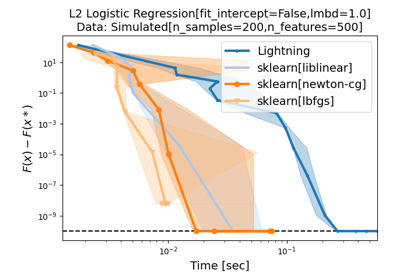 L2 Logistic Regression[fit_intercept=False,lmbd=1.0]
Data: Simulated[n_samples=200,n_features=500]
Lightning
sklearn[liblinear]
sklearn[newton-cg]
sklearn[lbfgs]
F(x) − F(x*)
10¹
10⁻¹
10⁻³
10⁻⁵
10⁻⁷
10⁻⁹
10⁻²
10⁻¹
Time [sec]